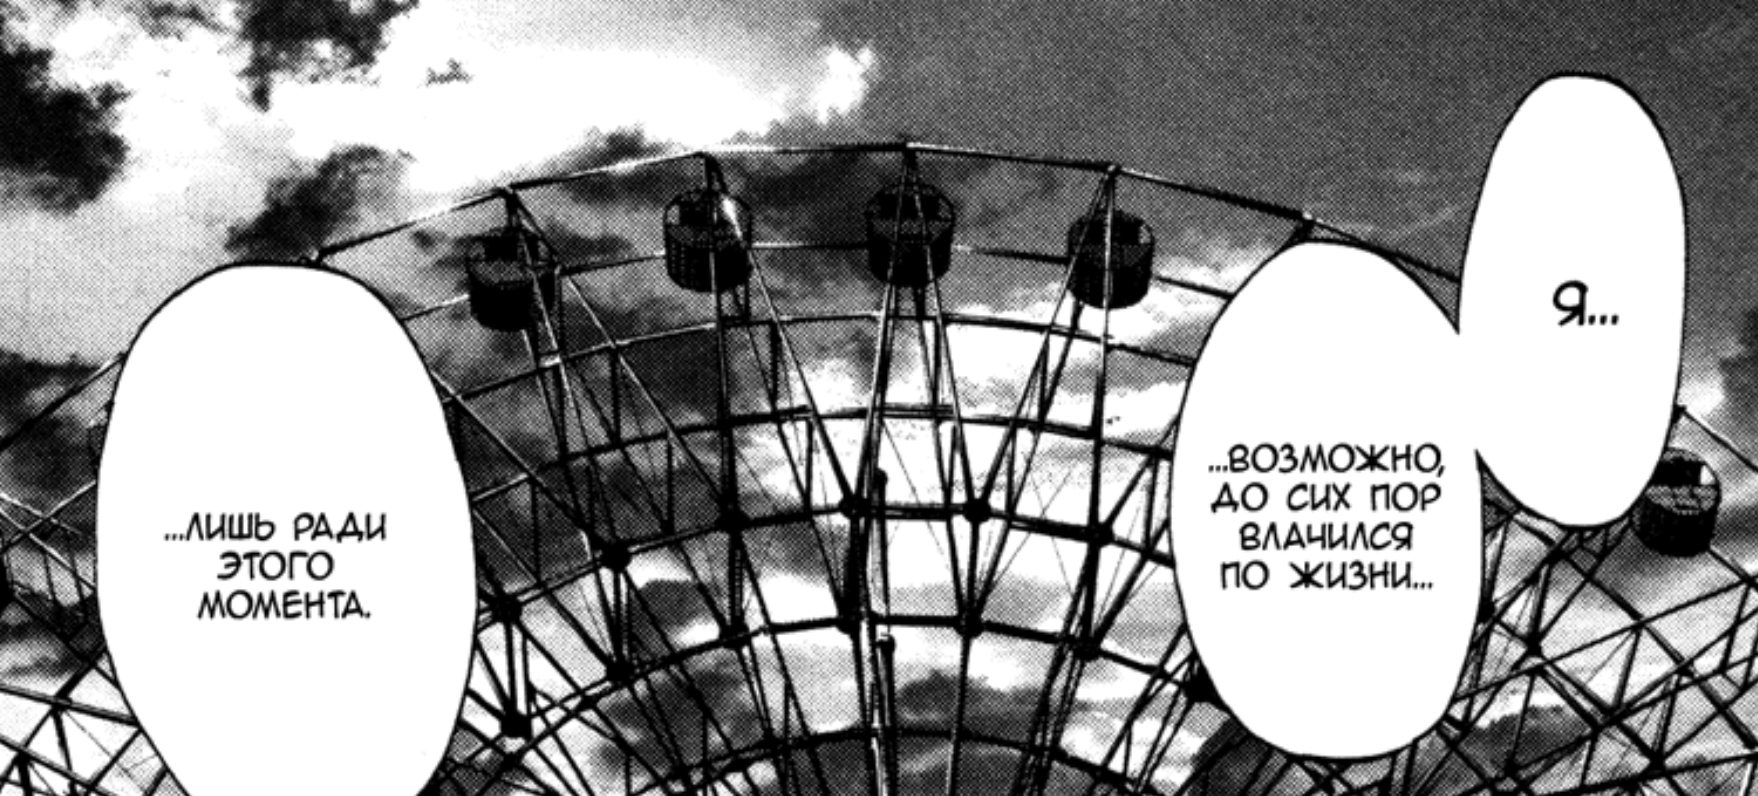 Я...
...ВОЗМОЖНО,
ДО СИХ ПОР
ВЛАЧИЛСЯ
ПО ЖИЗНИ...
...ЛИШЬ РАДИ
ЭТОГО
МОМЕНТА.